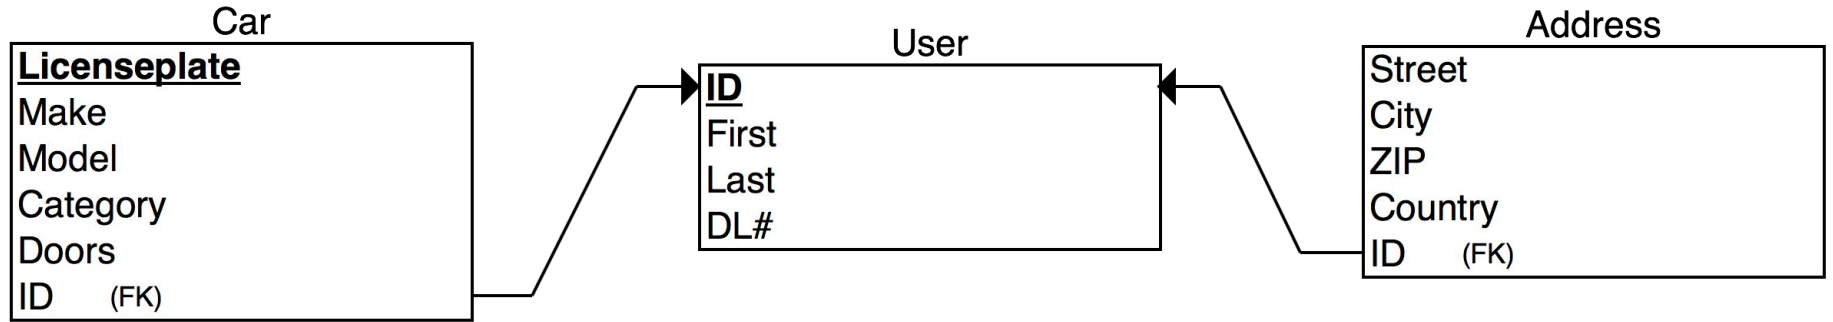 Car
Licenseplate
Make
Model
Category
Doors
ID (FK)
User
ID
First
Last
DL#
Address
Street
City
ZIP
Country
ID (FK)